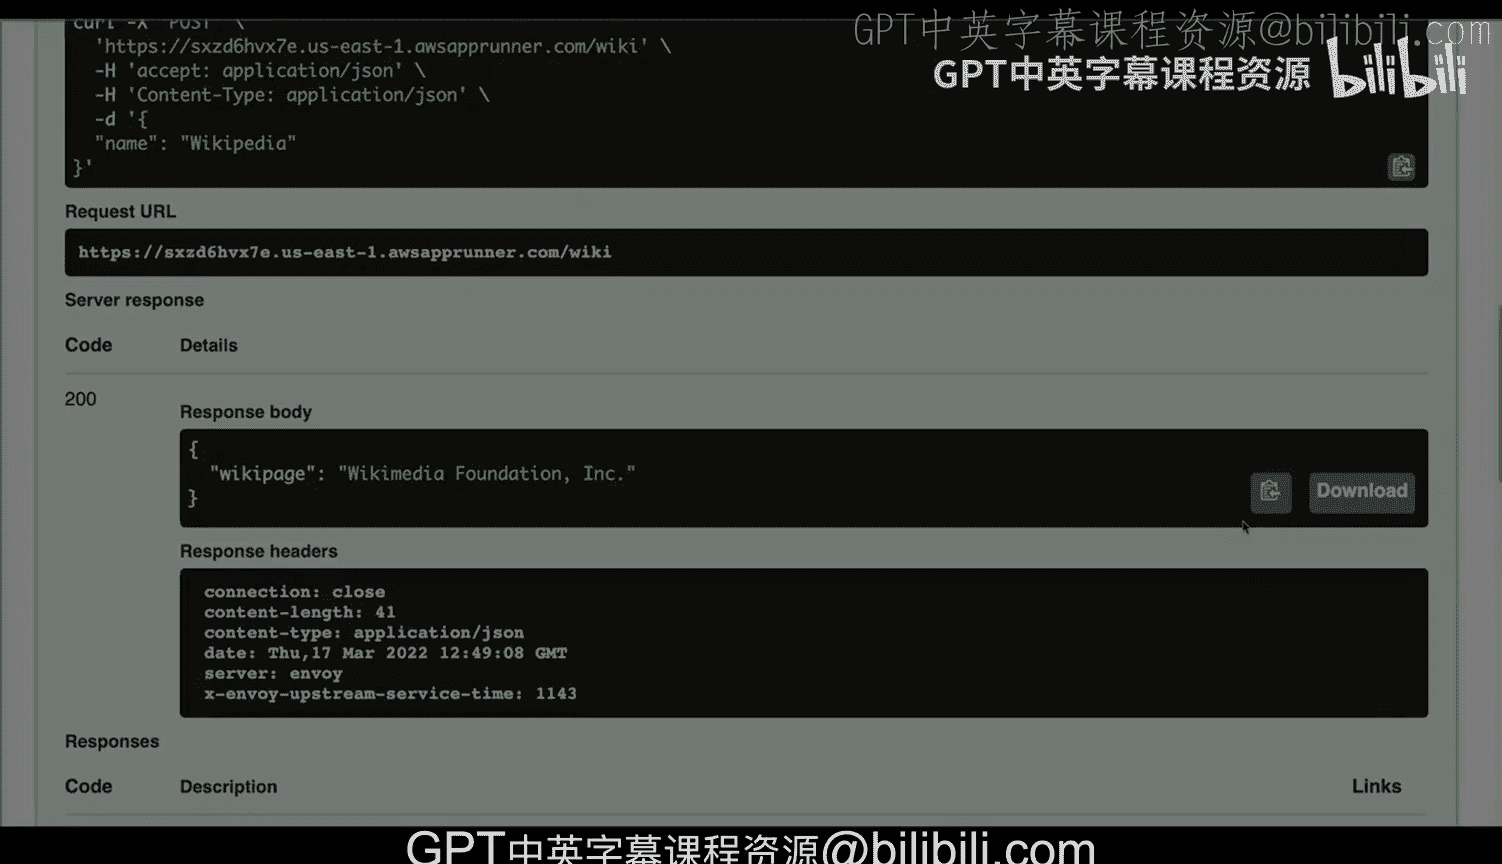 GPT中英字幕课程资源@bilibili.com
GPT中英字幕课程资源 bilibili
curl -X 'POST' \
'https://sxzd6hvx7e.us-east-1.awsapprunner.com/wiki' \
-H 'accept: application/json' \
-H 'Content-Type: application/json' \
-d '{
"name": "Wikipedia"
}'
Request URL
https://sxzd6hvx7e.us-east-1.awsapprunner.com/wiki
Server response
Code Details
200
Response body
{
"wikipage": "Wikimedia Foundation, Inc."
}
Download
Response headers
connection: close
content-length: 41
content-type: application/json
date: Thu,17 Mar 2022 12:49:08 GMT
server: envoy
x-envoy-upstream-service-time: 1143
Responses
Code Description Links
GPT中英字幕课程资源@bilibili.com